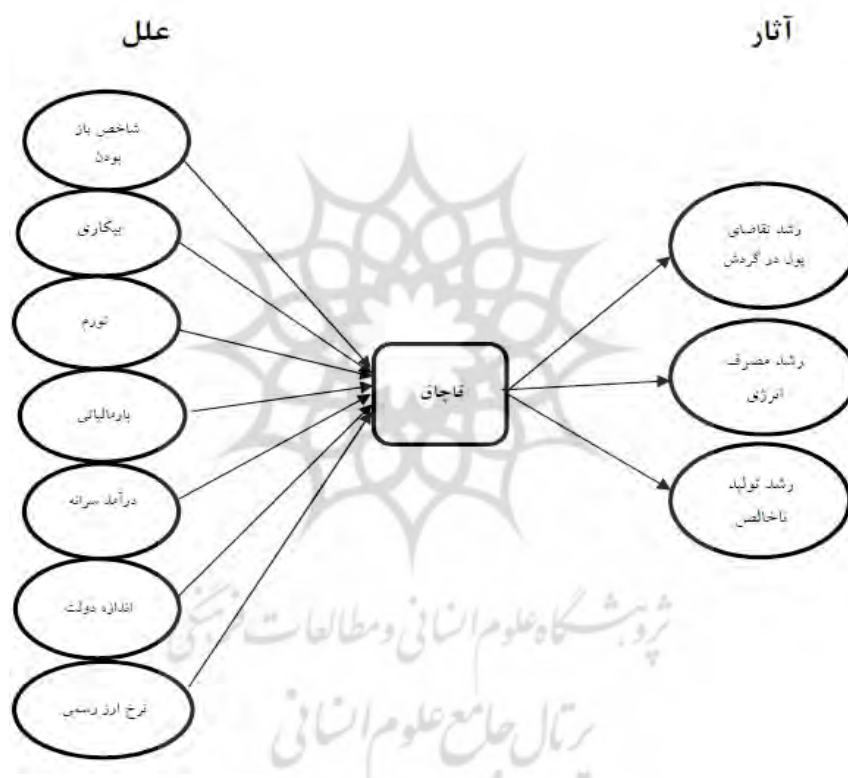 آثار
علل
شاخص باز
بودن
بیکاری
تورم
بارمالیاتی
درآمد سرانه
اندازه دولت
نرخ ارز رسمی
قاچاق
رشد تقاضای
پول در گردش
رشد مصرف
انرژی
رشد تولید
ناخالص
پژوهشگاه علوم انسانی و مطالعات فرهنگی
پرتال جامع علوم انسانی